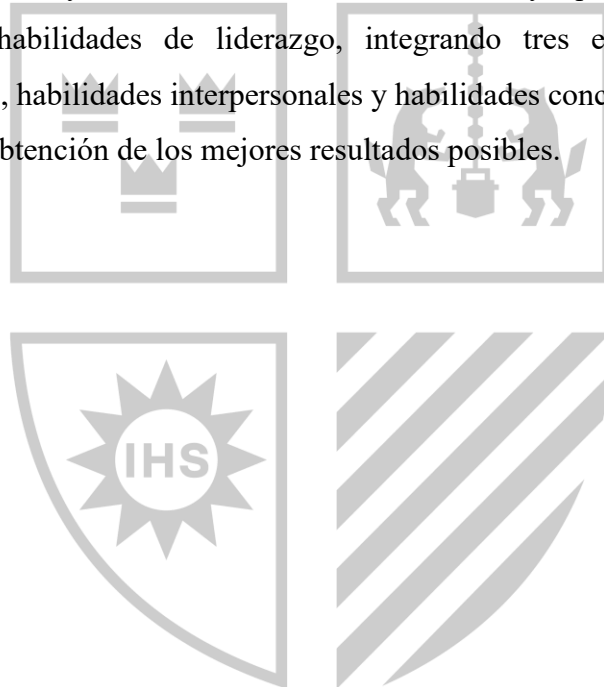 habilidades de liderazgo, integrando tres e
, habilidades interpersonales y habilidades conc
btención de los mejores resultados posibles.
IHS